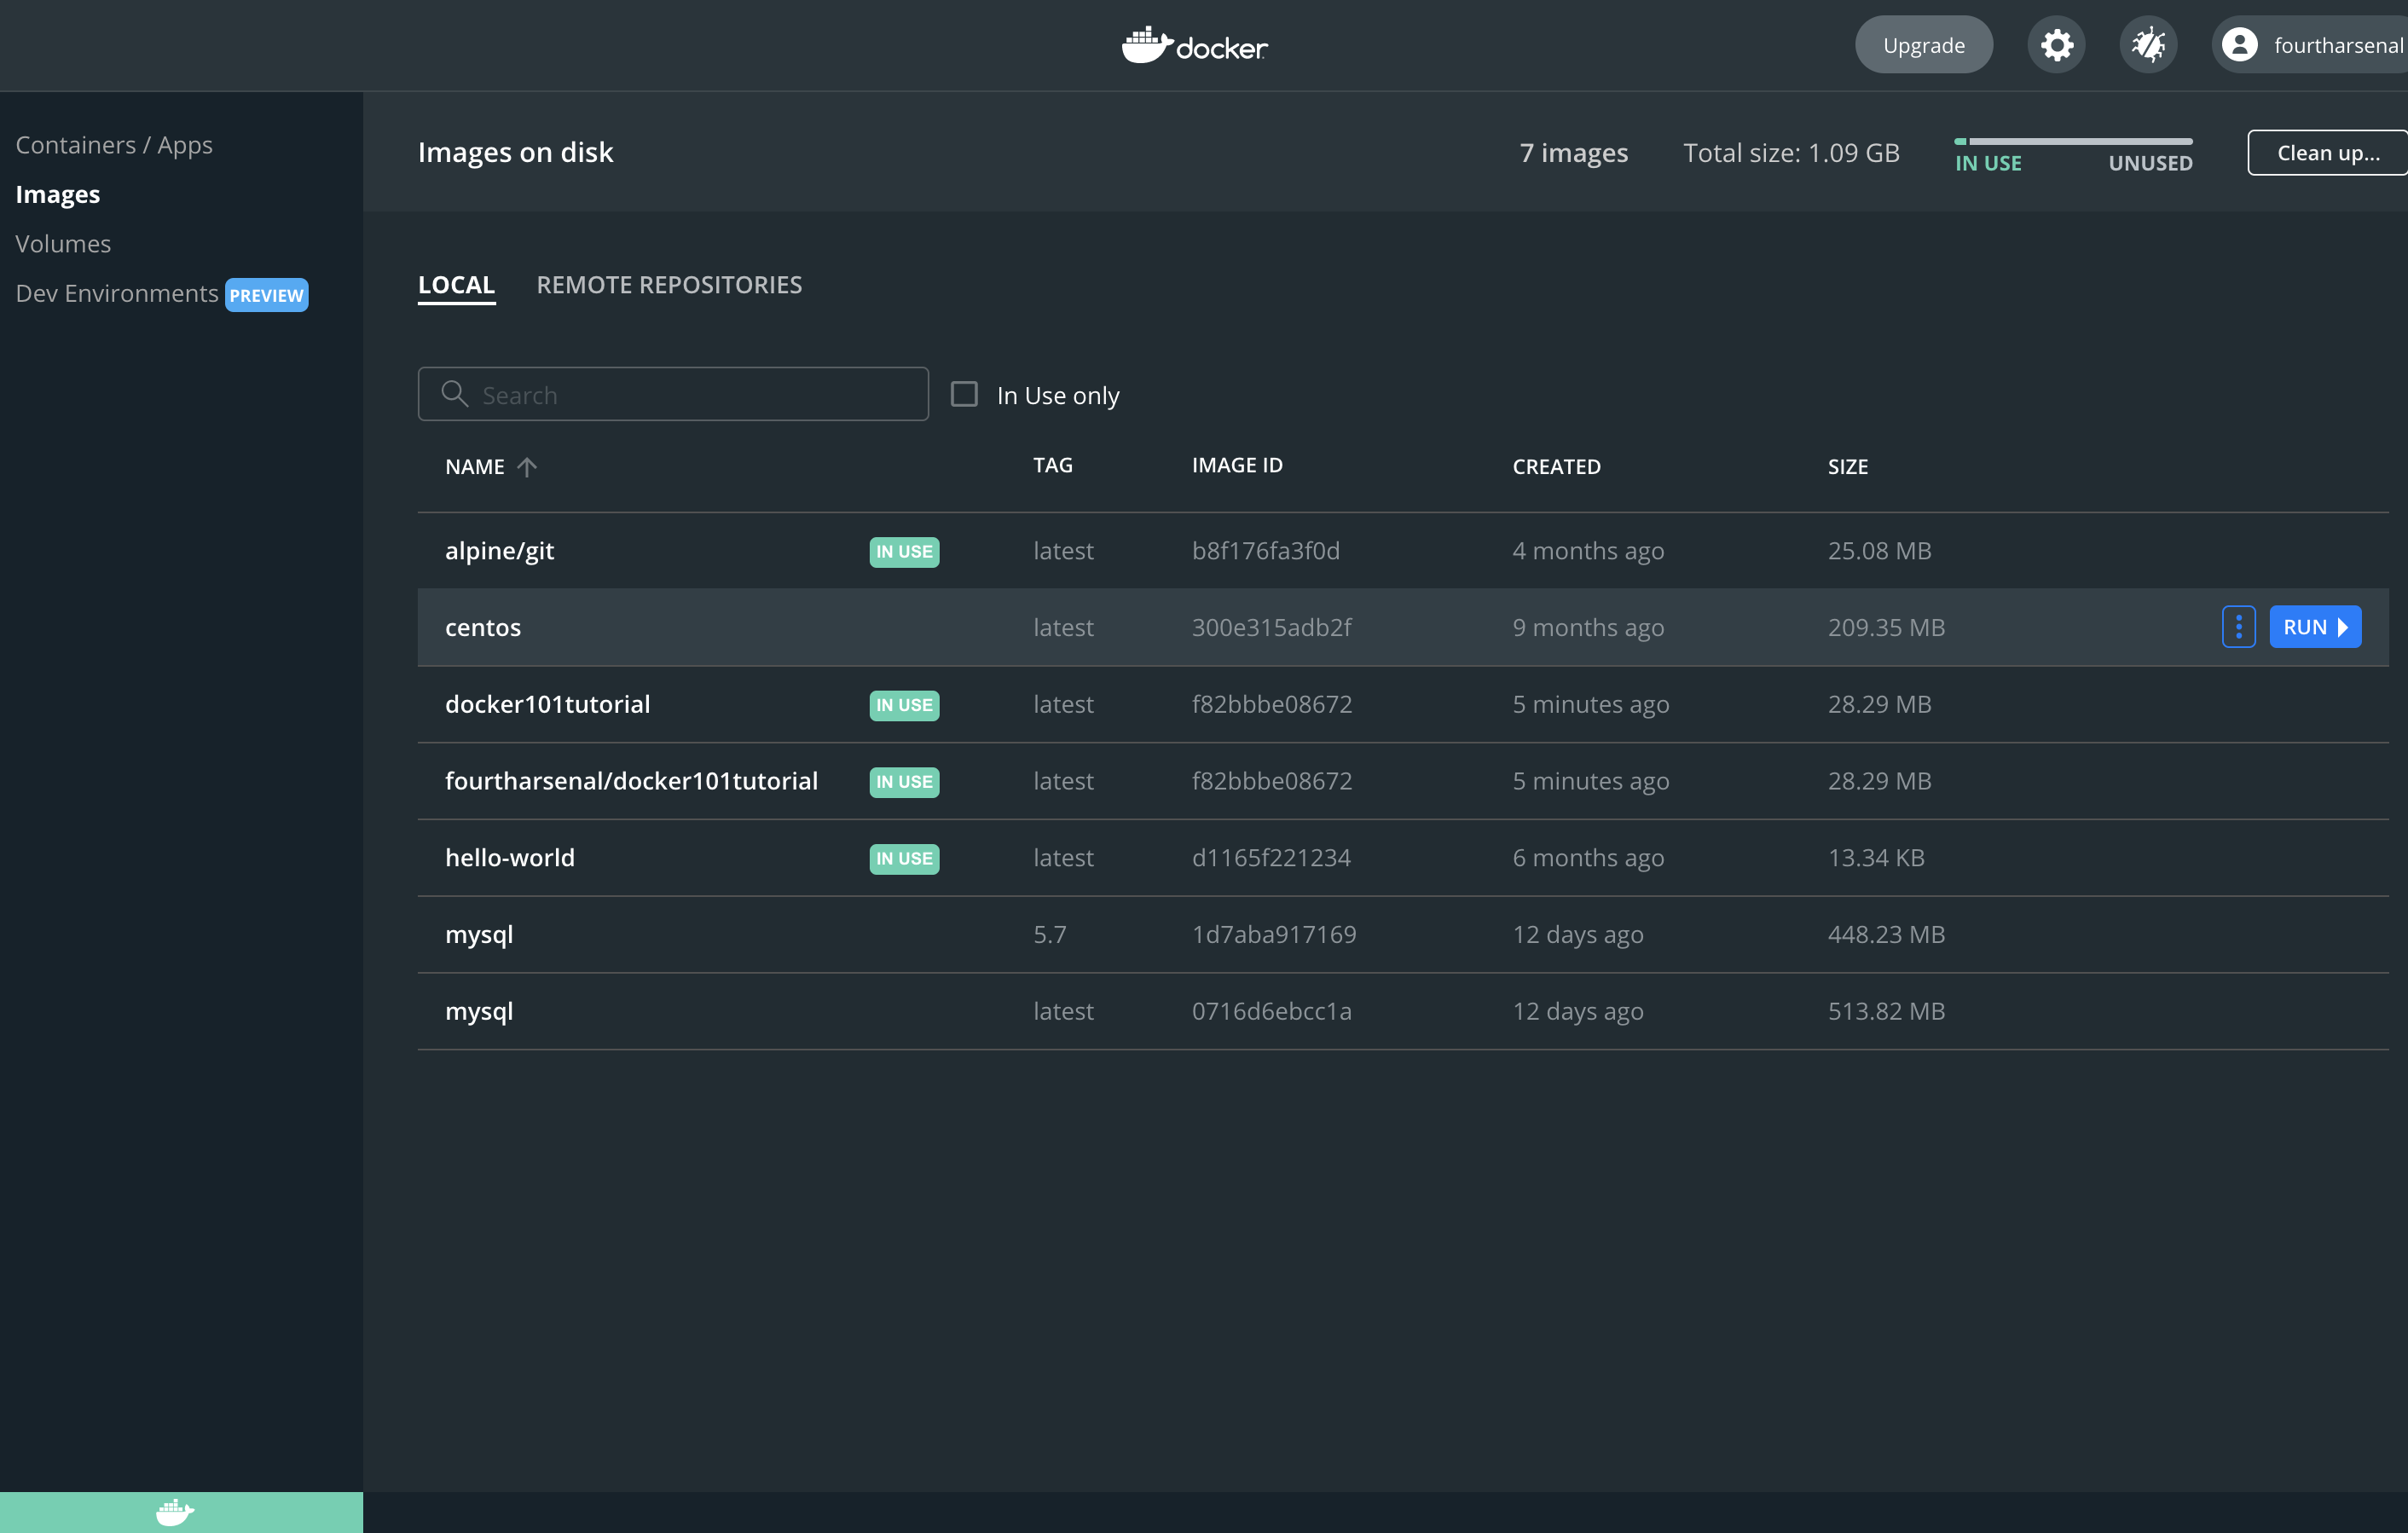 docker
Upgrade
fourtharsenal
Containers / Apps
Images
Volumes
Dev Environments PREVIEW
Images on disk
7 images
Total size: 1.09 GB
IN USE UNUSED
Clean up...
LOCAL REMOTE REPOSITORIES
Search
In Use only
NAME TAG IMAGE ID CREATED SIZE
alpine/git IN USE latest b8f176fa3f0d 4 months ago 25.08 MB
centos latest 300e315adb2f 9 months ago 209.35 MB RUN
docker101tutorial IN USE latest f82bbbe08672 5 minutes ago 28.29 MB
fourtharsenal/docker101tutorial IN USE latest f82bbbe08672 5 minutes ago 28.29 MB
hello-world IN USE latest d1165f221234 6 months ago 13.34 KB
mysql 5.7 1d7aba917169 12 days ago 448.23 MB
mysql latest 0716d6ebcc1a 12 days ago 513.82 MB